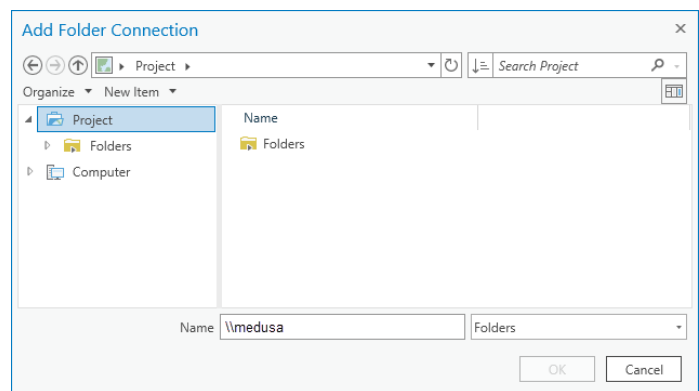 Add Folder Connection
Project
Search Project
Organize New Item
Project
Folders
Computer
Name
Folders
Name \\medusa Folders
OK Cancel